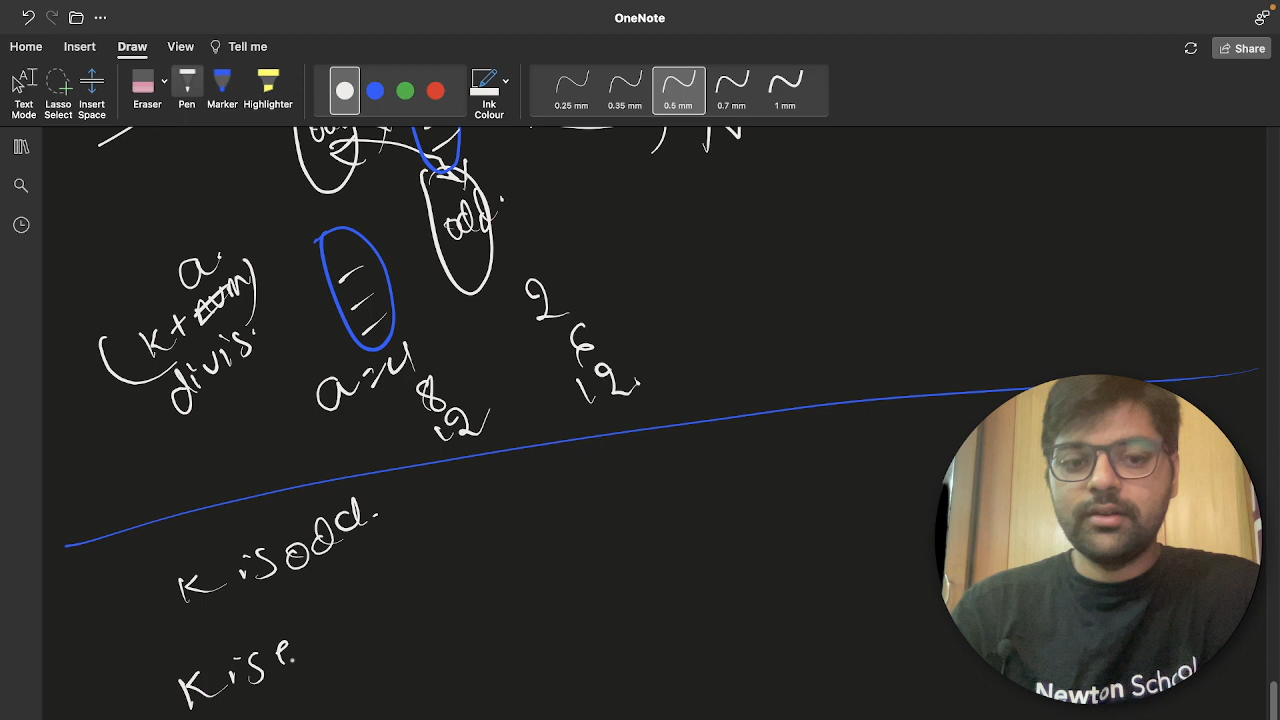 OneNote
Home Insert Draw View Tell me
Share
Text Mode
Lasso Select
Insert Space
Eraser
Pen
Marker
Highlighter
Ink Colour
0.25 mm
0.35 mm
0.5 mm
0.7 mm
1 mm
odd.
a.
(k+ )
divis.
a=4
8
12
2
6
12
K is odd.
K is e
Newton School